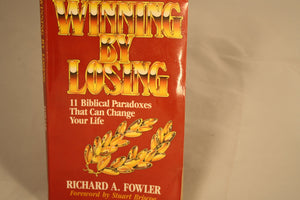 WINNING
BY
LOSING
11 Biblical Paradoxes
That Can Change
Your Life
RICHARD A. FOWLER
Foreword by Stuart Briscoe